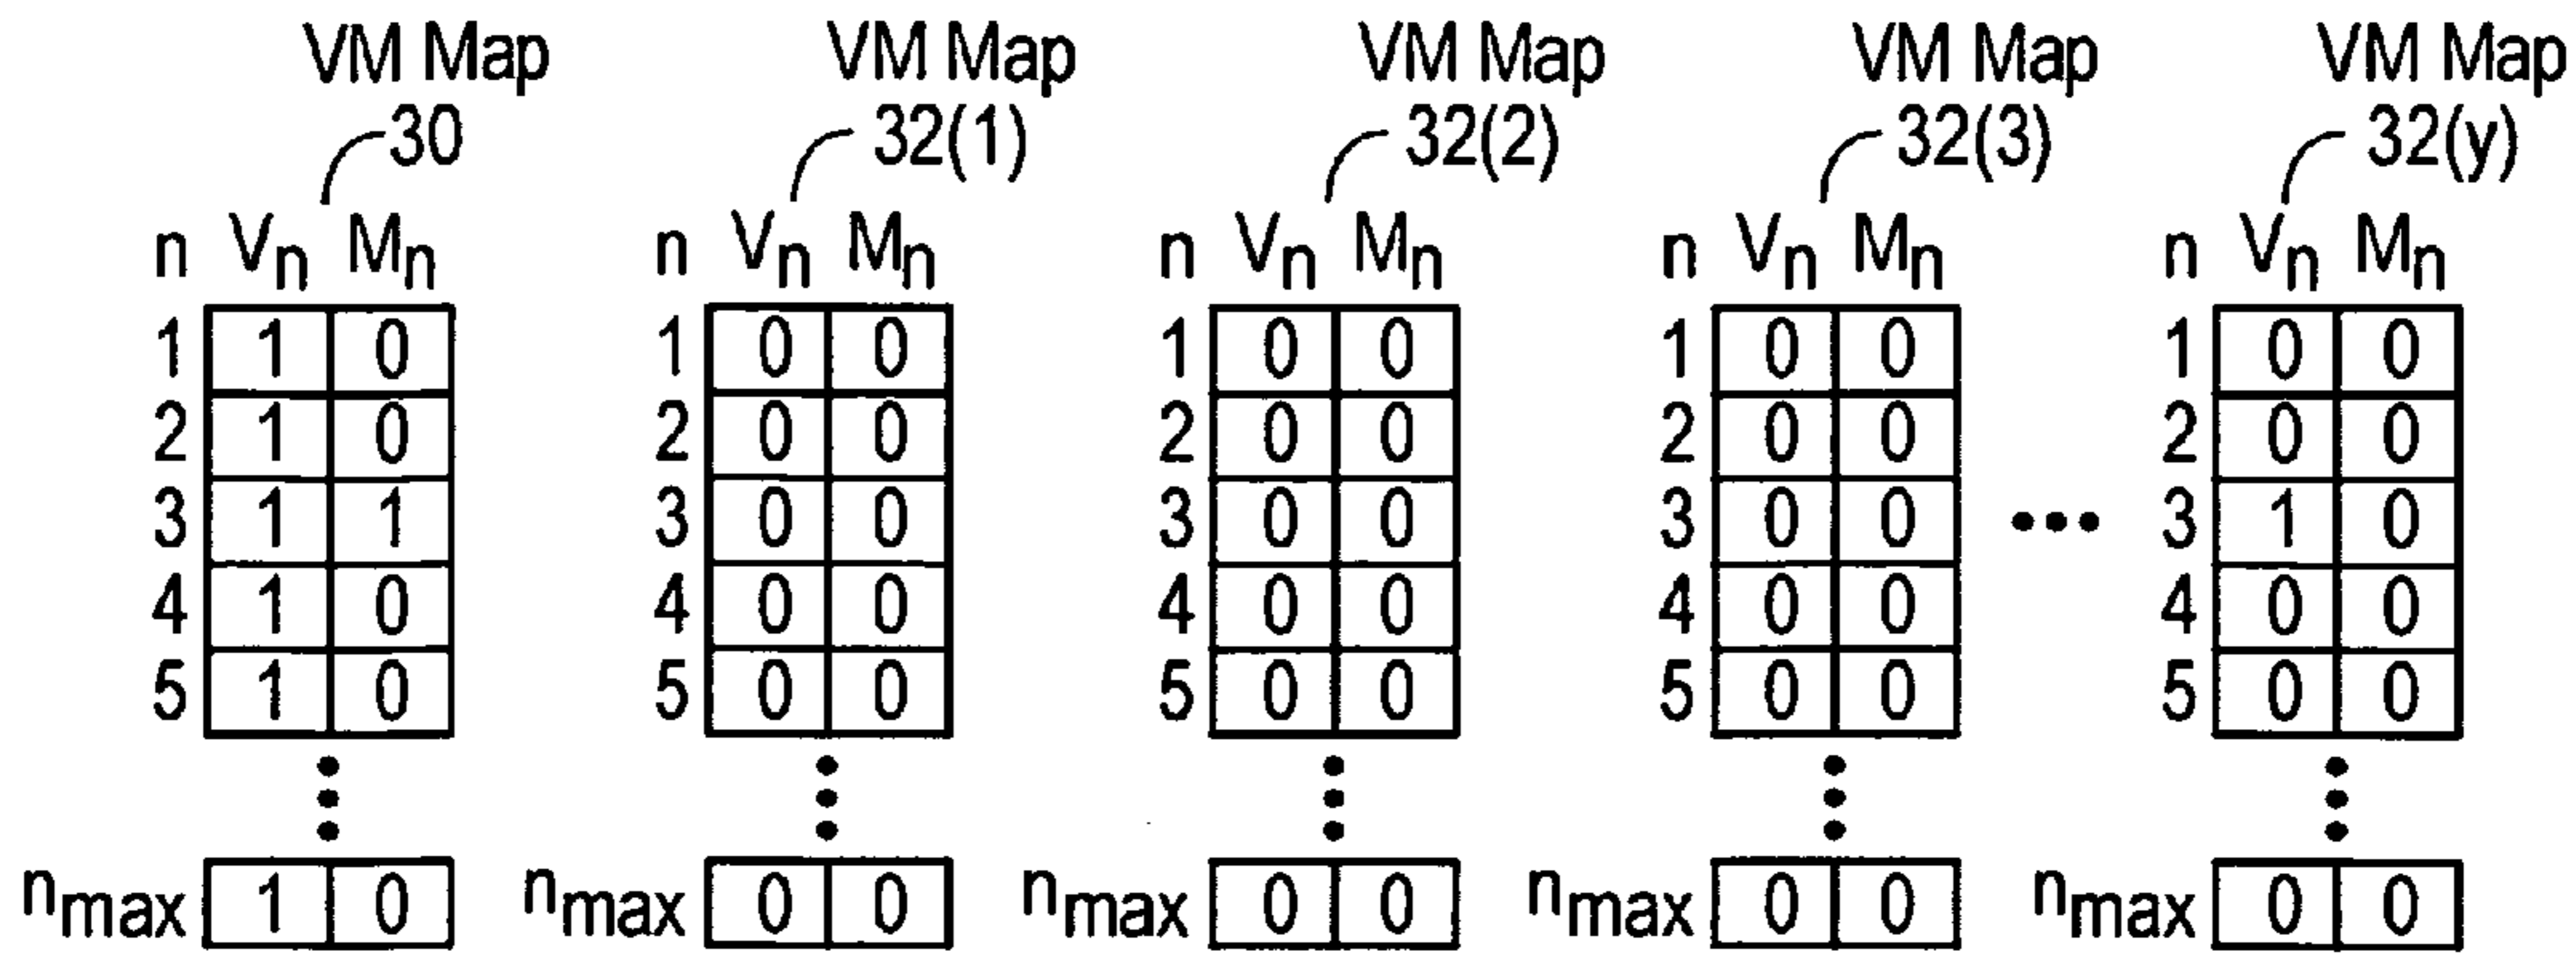 VM Map VM Map VM Map VM Map VM Map
30 32(1) 32(2) 32(3) 32(y)
n Vn Mn n Vn Mn n Vn Mn n Vn Mn n Vn Mn
1 1 0 1 0 0 1 0 0 1 0 0 1 0 0
2 1 0 2 0 0 2 0 0 2 0 0 2 0 0
3 1 1 3 0 0 3 0 0 3 0 0 ... 3 1 0
4 1 0 4 0 0 4 0 0 4 0 0 4 0 0
5 1 0 5 0 0 5 0 0 5 0 0 5 0 0
nmax 1 0 nmax 0 0 nmax 0 0 nmax 0 0 nmax 0 0